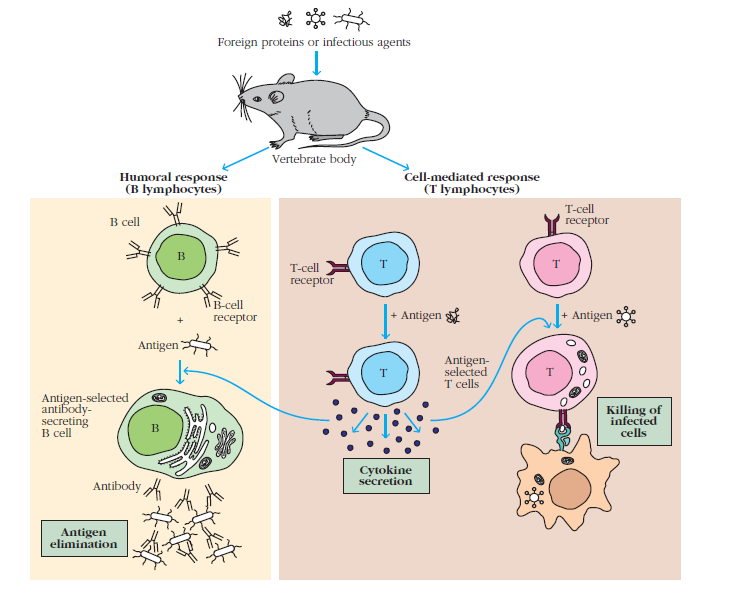 Foreign proteins or infectious agents
Vertebrate body
Humoral response
(B lymphocytes)
Cell-mediated response
(T lymphocytes)
B cell
B
B-cell
receptor
+
Antigen
Antigen-selected
antibody-
secreting
B cell
B
Antibody
Antigen
elimination
T-cell
receptor
T
+ Antigen
T
Cytokine
secretion
Antigen-
selected
T cells
T-cell
receptor
T
+ Antigen
T
Killing of
infected
cells